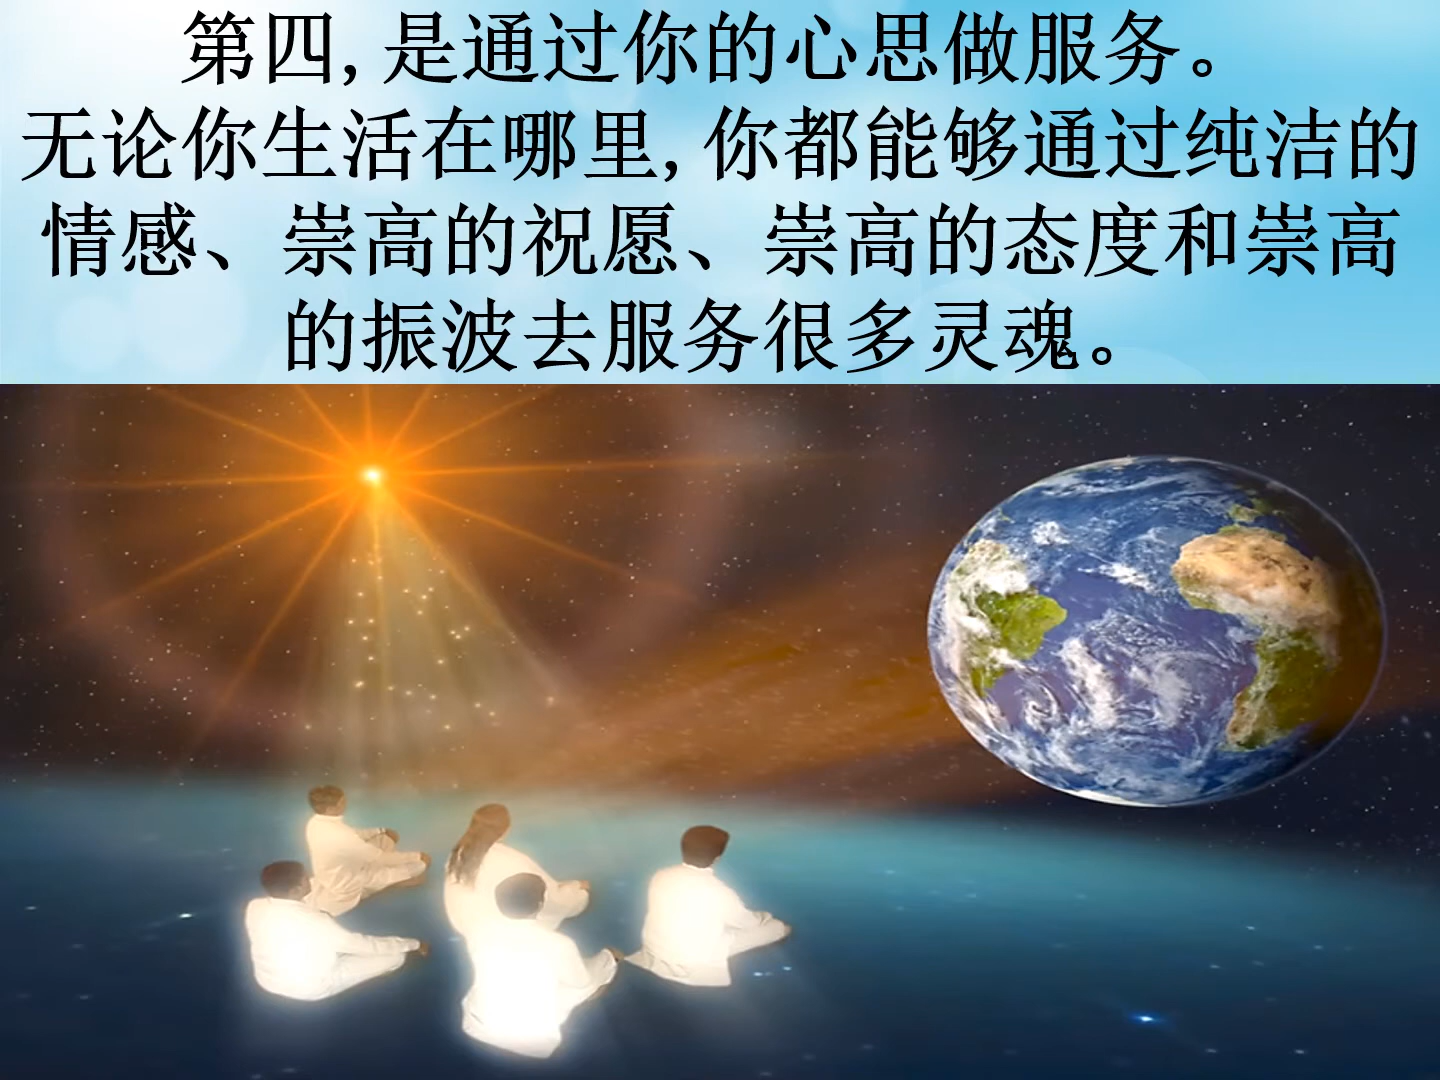 第四,是通过你的心思做服务。
无论你生活在哪里,你都能够通过纯洁的
情感、崇高的祝愿、崇高的态度和崇高
的振波去服务很多灵魂。